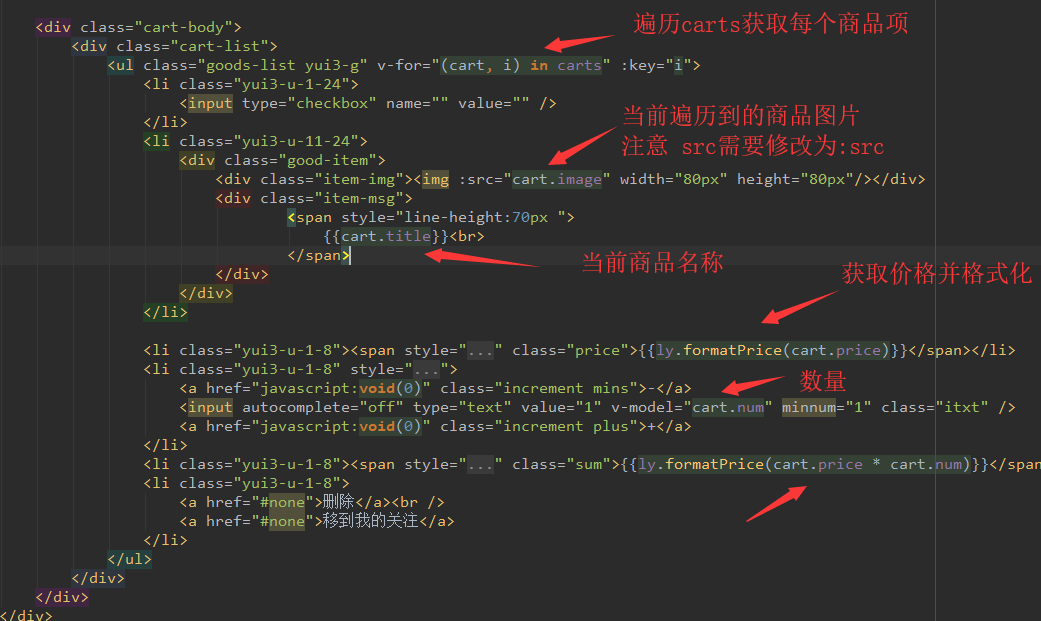 <div class="cart-body">
遍历carts获取每个商品项
<div class="cart-list">
<ul class="goods-list yui3-g" v-for="(cart, i) in carts" :key="i">
<li class="yui3-u-1-24">
<input type="checkbox" name="" value="" />
</li>
当前遍历到的商品图片
注意 src需要修改为:src
<li class="yui3-u-11-24">
<div class="good-item">
<div class="item-img"><img :src="cart.image" width="80px" height="80px"/></div>
<div class="item-msg">
<span style="line-height:70px ">
{{cart.title}}<br>
</span>
当前商品名称
</div>
获取价格并格式化
</div>
</li>
<li class="yui3-u-1-8"><span style="..." class="price">{{ly.formatPrice(cart.price)}}</span></li>
<li class="yui3-u-1-8" style="...">
数量
<a href="javascript:void(0)" class="increment mins">-</a>
<input autocomplete="off" type="text" value="1" v-model="cart.num" minnum="1" class="itxt" />
<a href="javascript:void(0)" class="increment plus">+</a>
</li>
<li class="yui3-u-1-8"><span style="..." class="sum">{{ly.formatPrice(cart.price * cart.num)}}</span
<li class="yui3-u-1-8">
<a href="#none">删除</a><br />
<a href="#none">移到我的关注</a>
</li>
</ul>
</div>
</div>
</div>